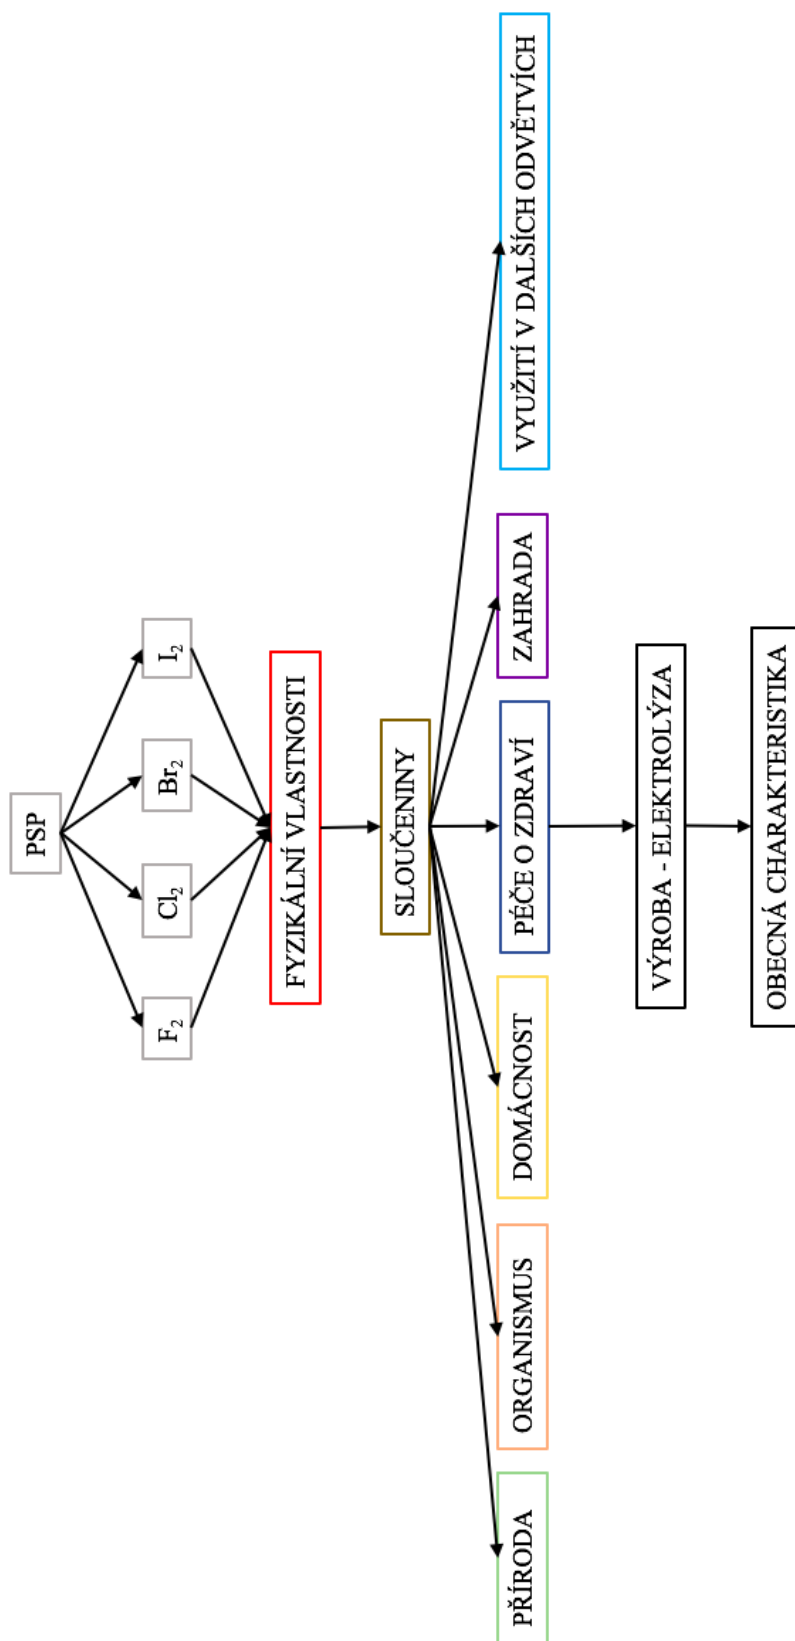 PSP
F₂
Cl₂
Br₂
I₂
FYZIKÁLNÍ VLASTNOSTI
SLOUČENINY
PŘÍRODA
ORGANISMUS
DOMÁCNOST
PÉČE O ZDRAVÍ
ZAHRADA
VYUŽITÍ V DALŠÍCH ODVĚTVÍCH
VÝROBA - ELEKTROLÝZA
OBECNÁ CHARAKTERISTIKA